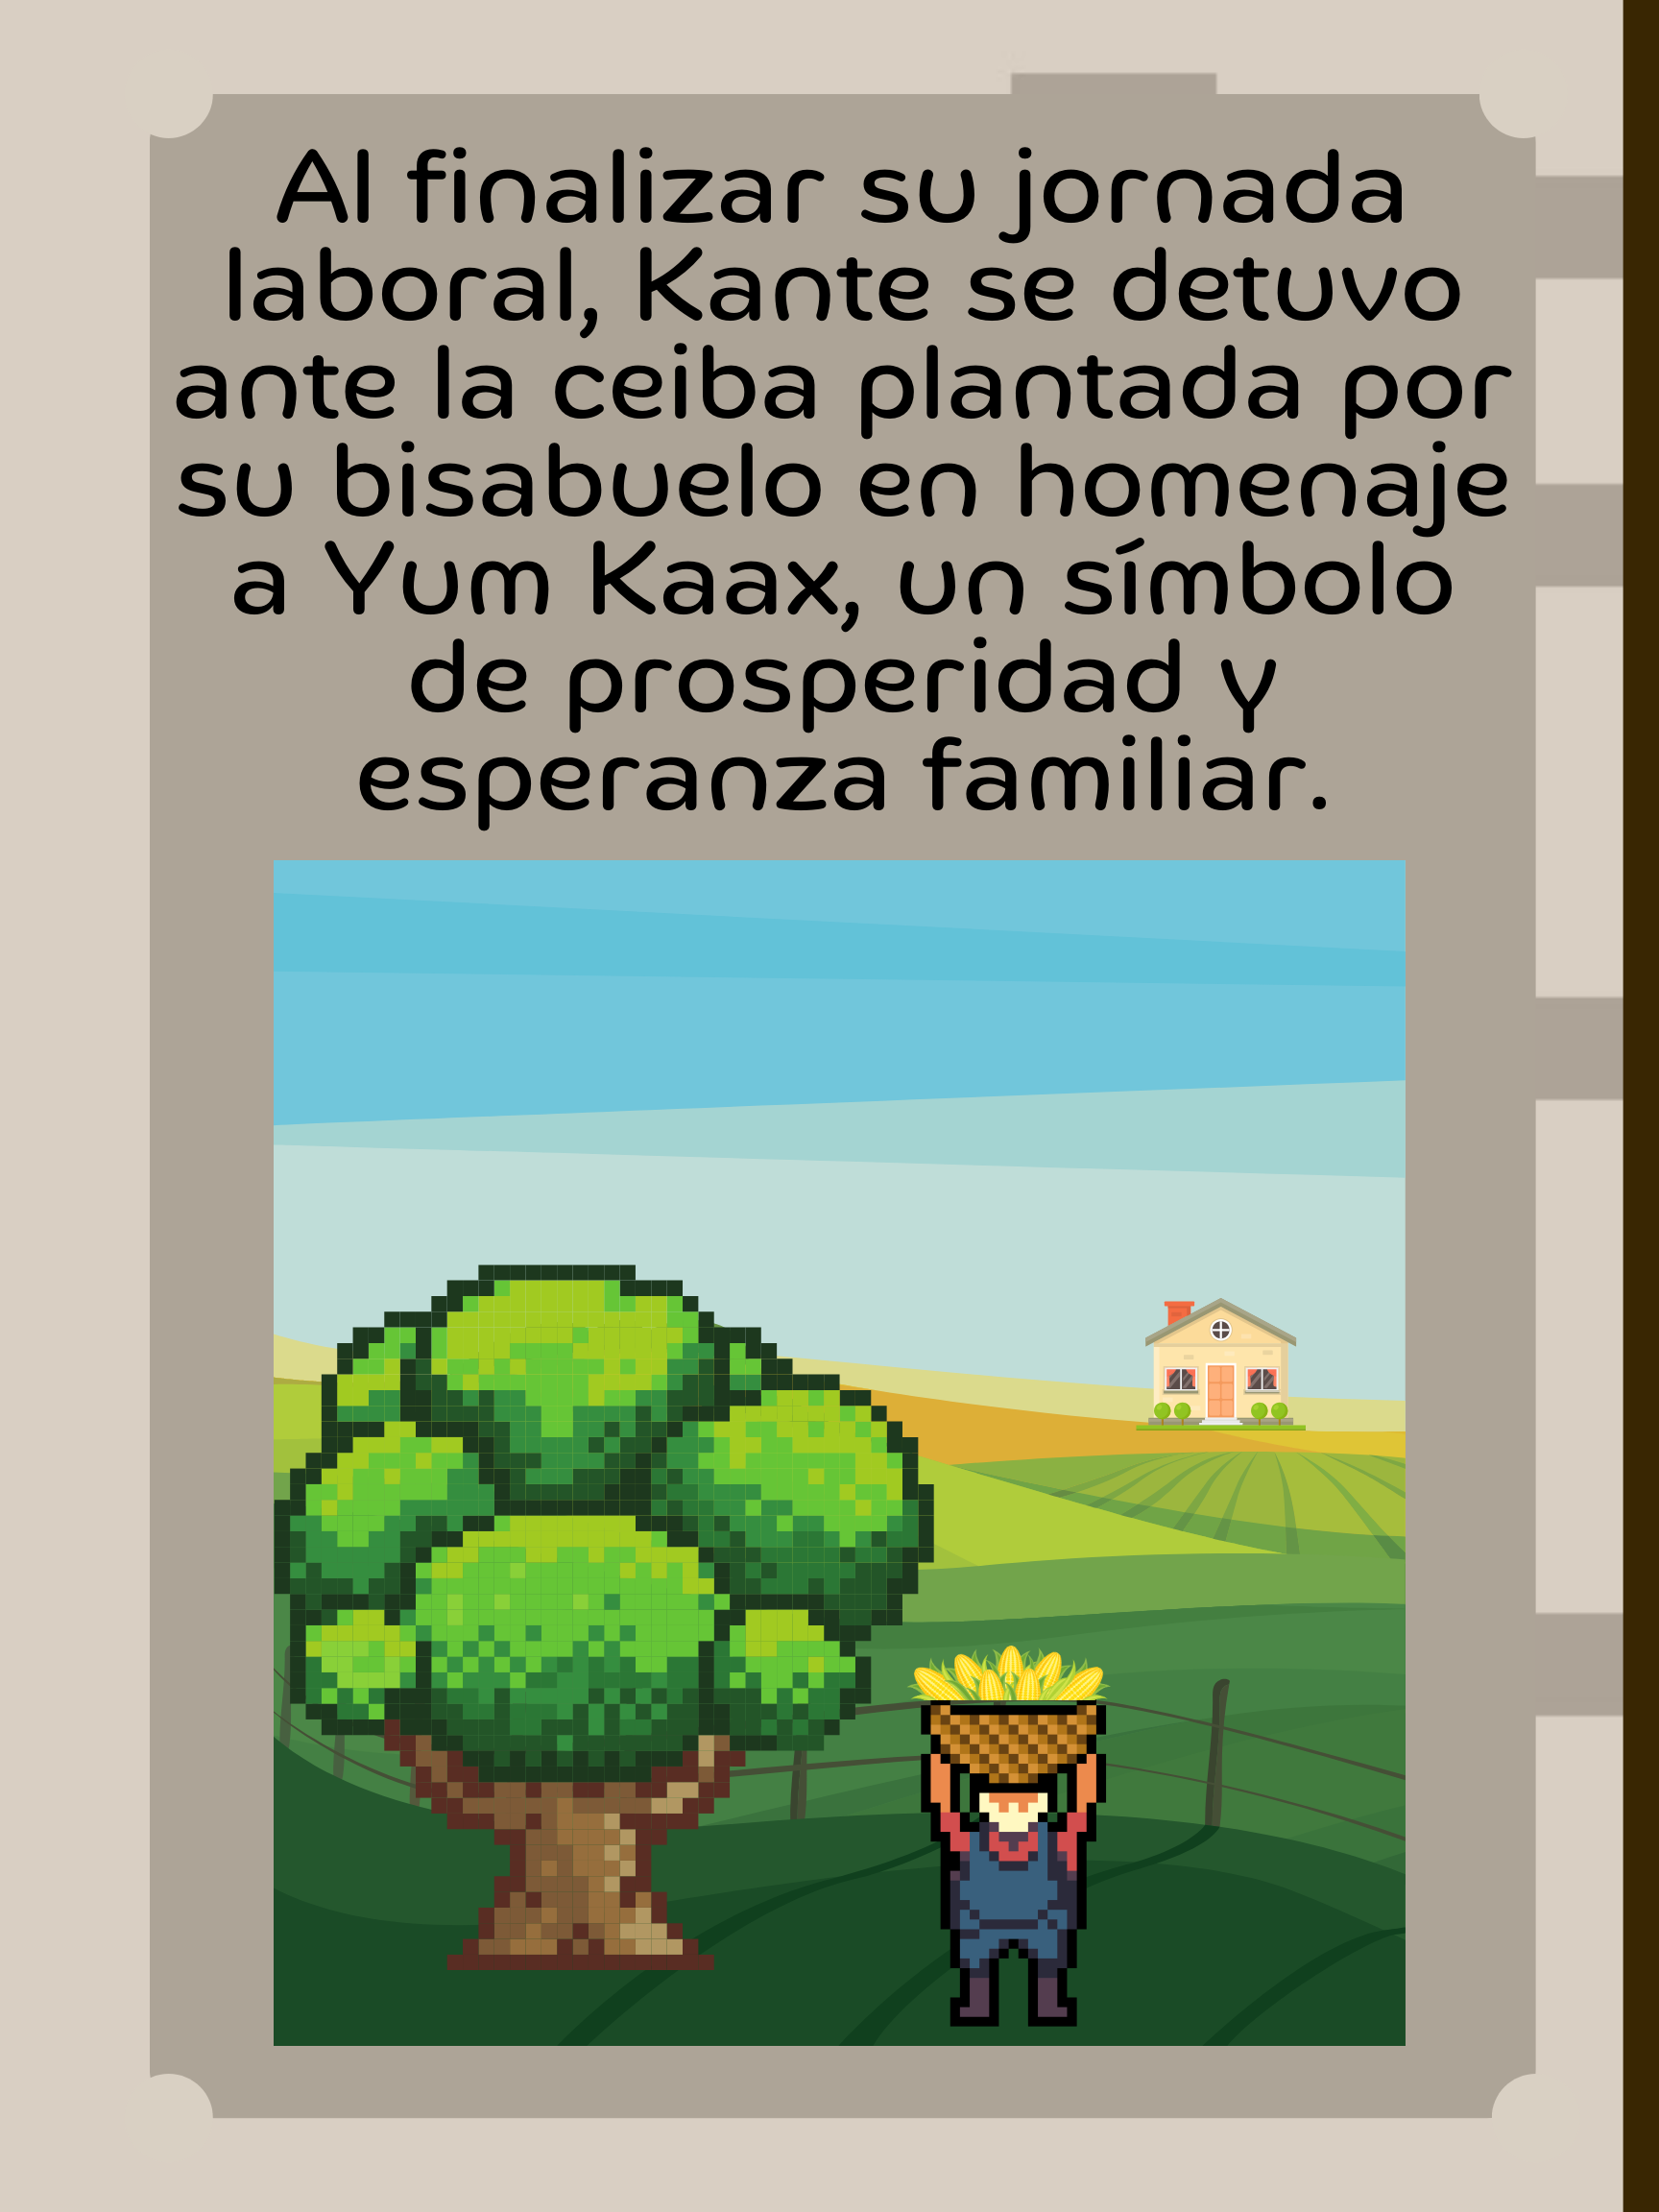 Al finalizar su jornada
laboral, Kante se detuvo
ante la ceiba plantada por
su bisabuelo en homenaje
a Yum Kaax, un símbolo
de prosperidad y
esperanza familiar.